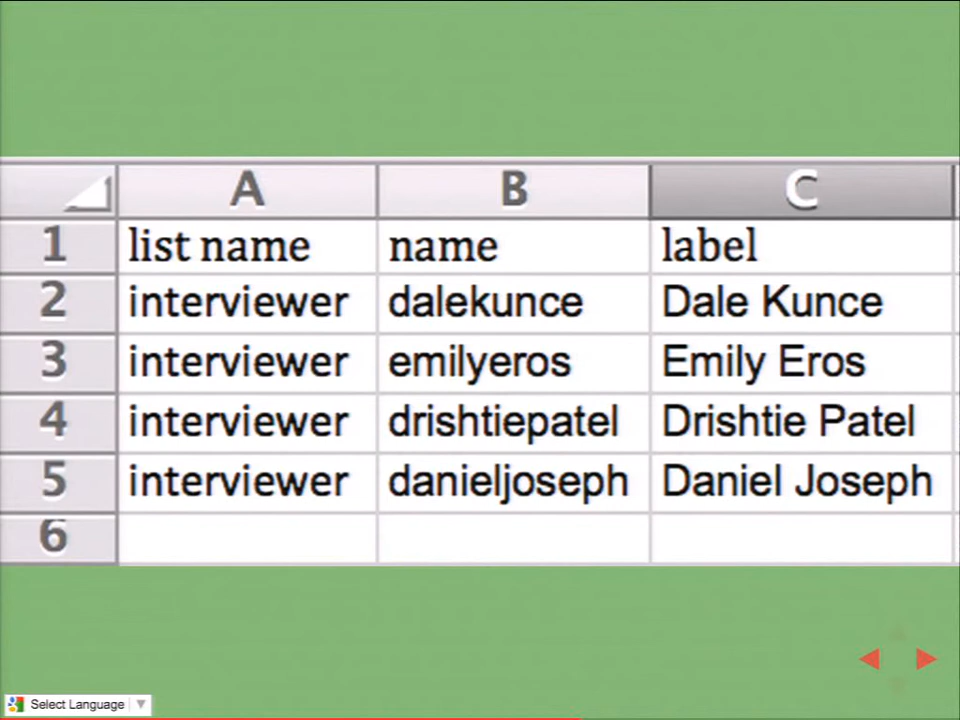 A B C
1 list name name label
2 interviewer dalekunce Dale Kunce
3 interviewer emilyeros Emily Eros
4 interviewer drishtiepatel Drishtie Patel
5 interviewer danieljoseph Daniel Joseph
6
Select Language